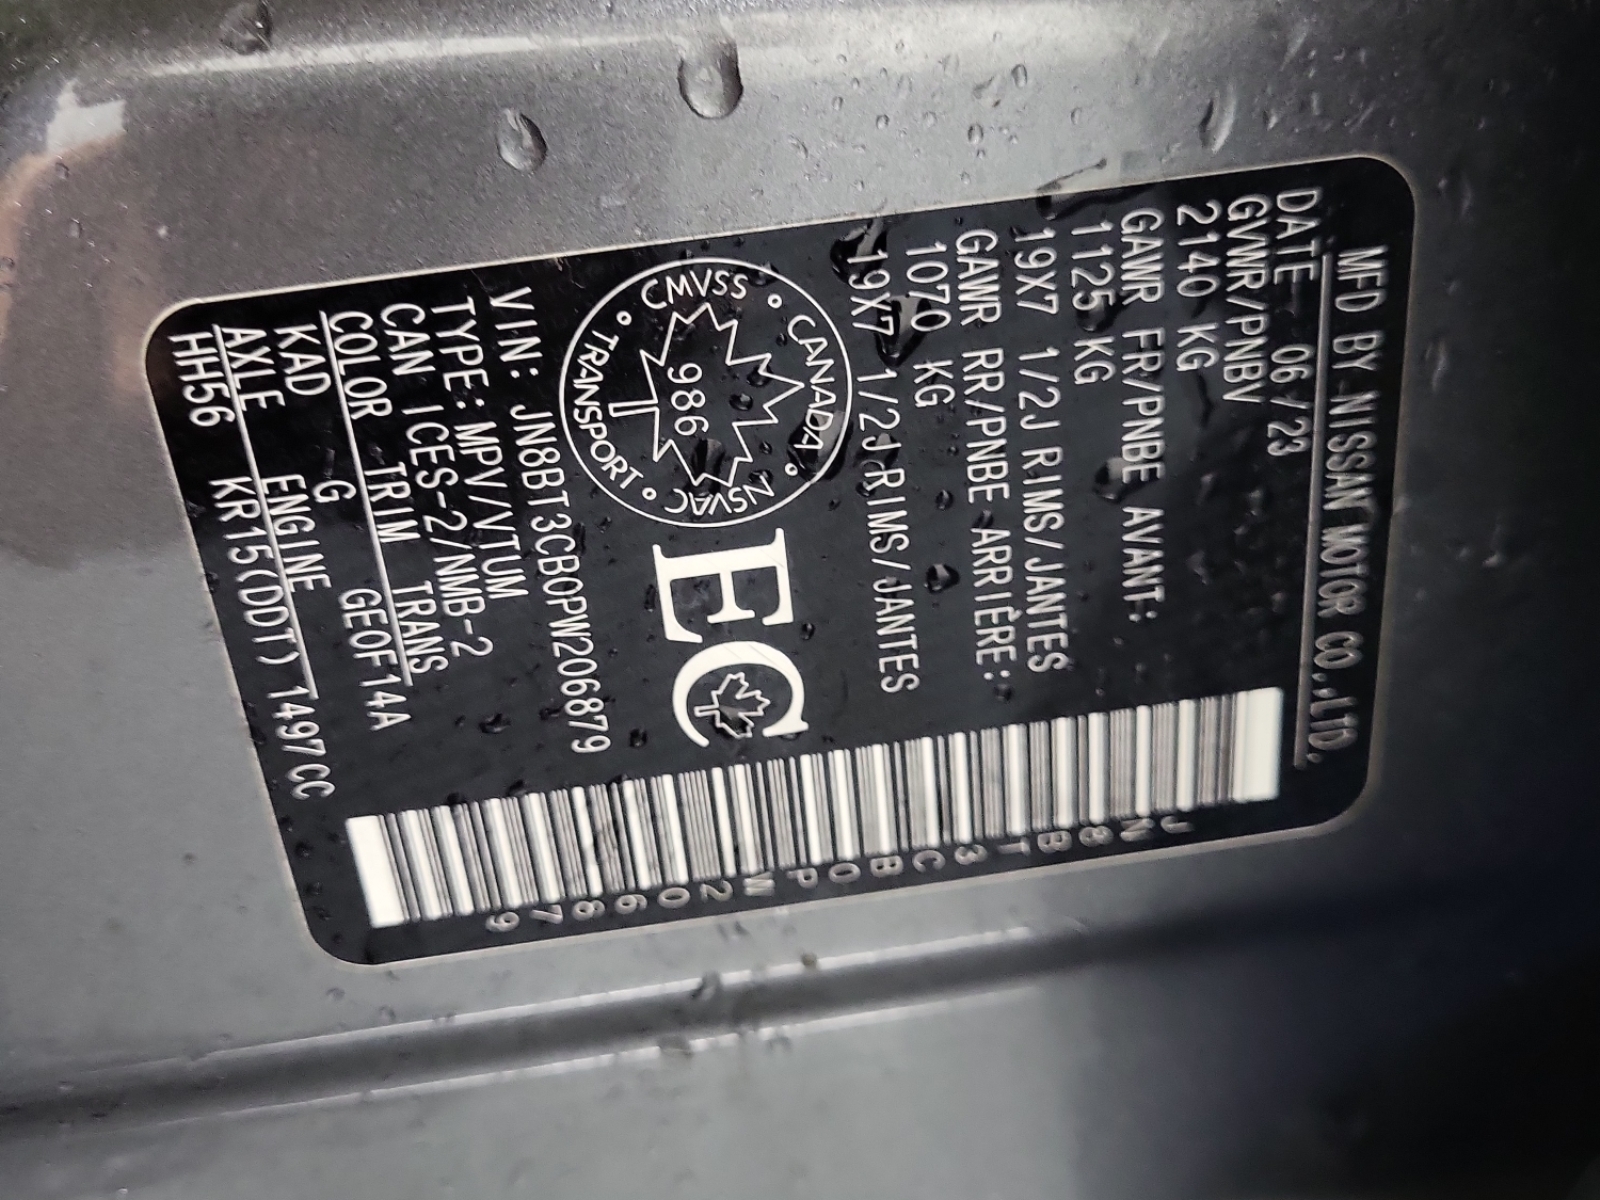 MFD BY NISSAN MOTOR CO.,LTD.
DATE 06/23
GVWR/PNBV
2140 KG
GAWR FR/PNBE AVANT:
1125 KG
19X7 1/2J RIMS/JANTES
GAWR RR/PNBE ARRIÈRE:
1070 KG
19X7 1/2J RIMS/JANTES
CANADA
CMVSS
NSVAC
986
TRANSPORT
EC
VIN: JN8BT3CB0PW206879
TYPE: MPV/VTUM
CAN ICES-2/NMB-2
COLOR TRIM TRANS
KAD G GE0F14A
AXLE ENGINE
HH56 KR15(DDT) 1497CC
JN8BT3CB0PW206879